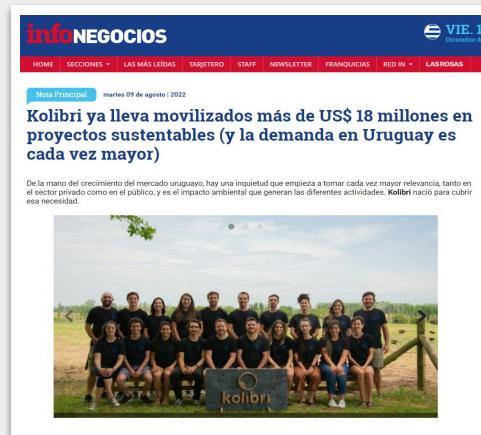 infoNEGOCIOS
VIE. 1
Diciembre d
HOME SECCIONES LAS MÁS LEÍDAS TARJETERO STAFF NEWSLETTER FRANQUICIAS RED IN LASROSAS
Nota Principal martes 09 de agosto | 2022
Kolibri ya lleva movilizados más de US$ 18 millones en
proyectos sustentables (y la demanda en Uruguay es
cada vez mayor)
De la mano del crecimiento del mercado uruguayo, hay una inquietud que empieza a tomar cada vez mayor relevancia, tanto en
el sector privado como en el público, y es el impacto ambiental que generan las diferentes actividades. Kolibri nació para cubrir
esa necesidad.
kolibri